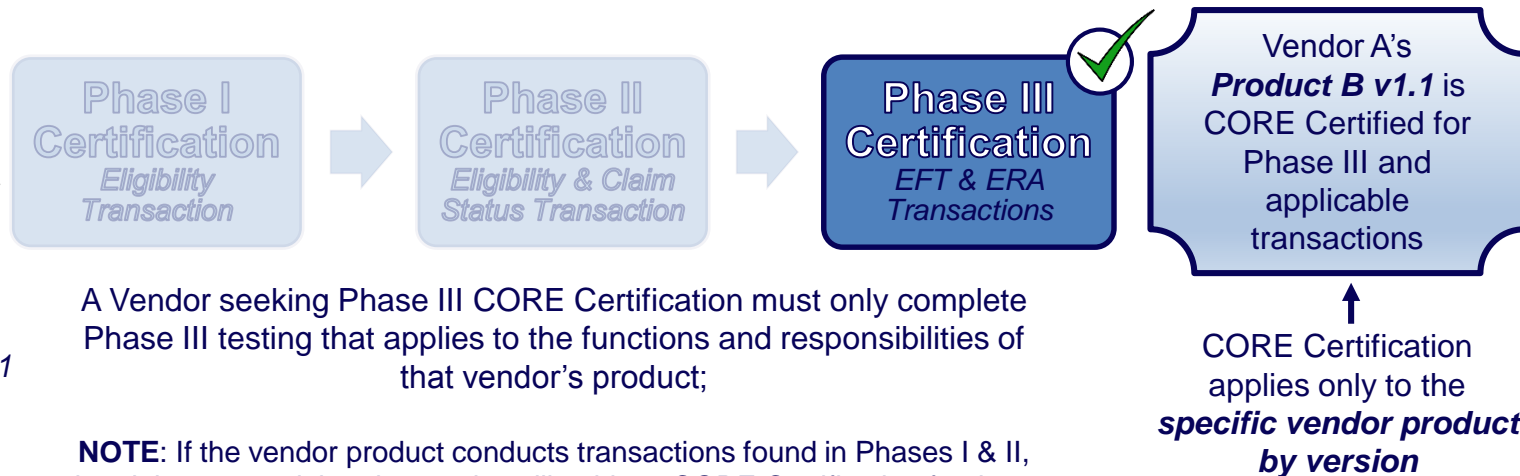 Phase I
Certification
Eligibility
Transaction
Phase II
Certification
Eligibility & Claim
Status Transaction
Phase III
Certification
EFT & ERA
Transactions
Vendor A's
Product B v1.1 is
CORE Certified for
Phase III and
applicable
transactions
A Vendor seeking Phase III CORE Certification must only complete
Phase III testing that applies to the functions and responsibilities of
that vendor's product;
1
NOTE: If the vendor product conducts transactions found in Phases I & II,
CORE Certification
applies only to the
specific vendor product
by version